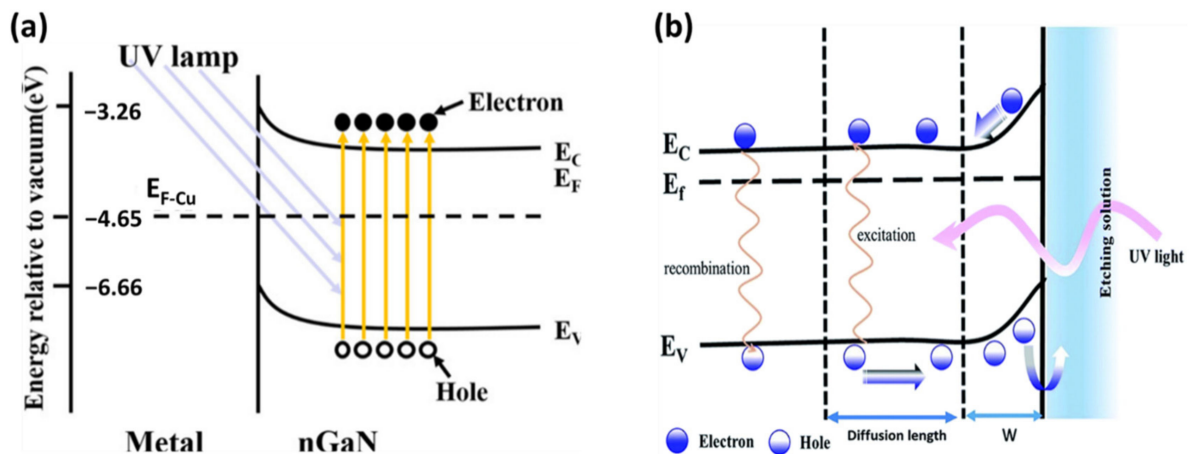 (a)
UV lamp
Energy relative to vacuum(eV)
−3.26
−4.65
−6.66
E_F-Cu
Electron
E_C
E_F
E_V
Hole
Metal
nGaN
(b)
E_C
E_f
E_V
recombination
excitation
Etching solution
UV light
Diffusion length
W
Electron
Hole